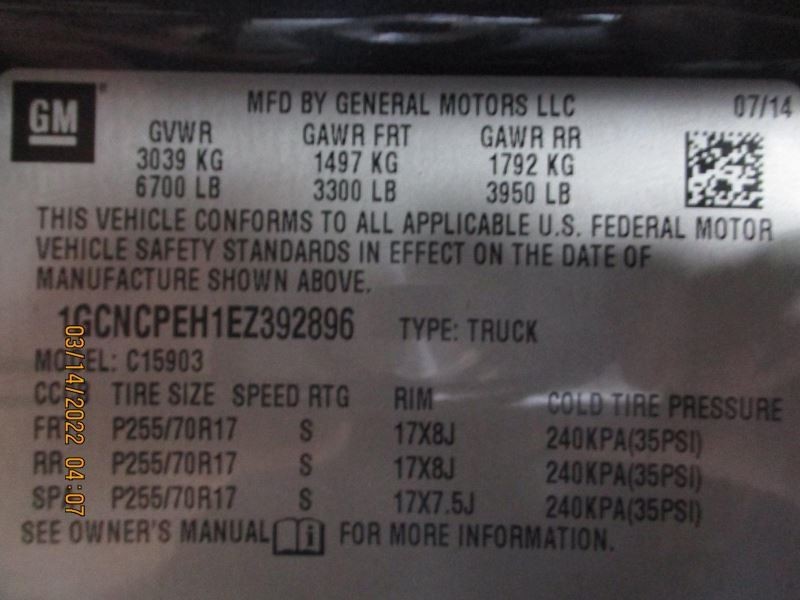 GM
MFD BY GENERAL MOTORS LLC 07/14
GVWR GAWR FRT GAWR RR
3039 KG 1497 KG 1792 KG
6700 LB 3300 LB 3950 LB
THIS VEHICLE CONFORMS TO ALL APPLICABLE U.S. FEDERAL MOTOR
VEHICLE SAFETY STANDARDS IN EFFECT ON THE DATE OF
MANUFACTURE SHOWN ABOVE.
1GCNCPEH1EZ392896 TYPE: TRUCK
MODEL: C15903
TIRE SIZE SPEED RTG RIM COLD TIRE PRESSURE
FR P255/70R17 S 17X8J 240KPA(35PSI)
RR P255/70R17 S 17X8J 240KPA(35PSI)
SP P255/70R17 S 17X7.5J 240KPA(35PSI)
SEE OWNER'S MANUAL i FOR MORE INFORMATION.
03/14/2022 04:07